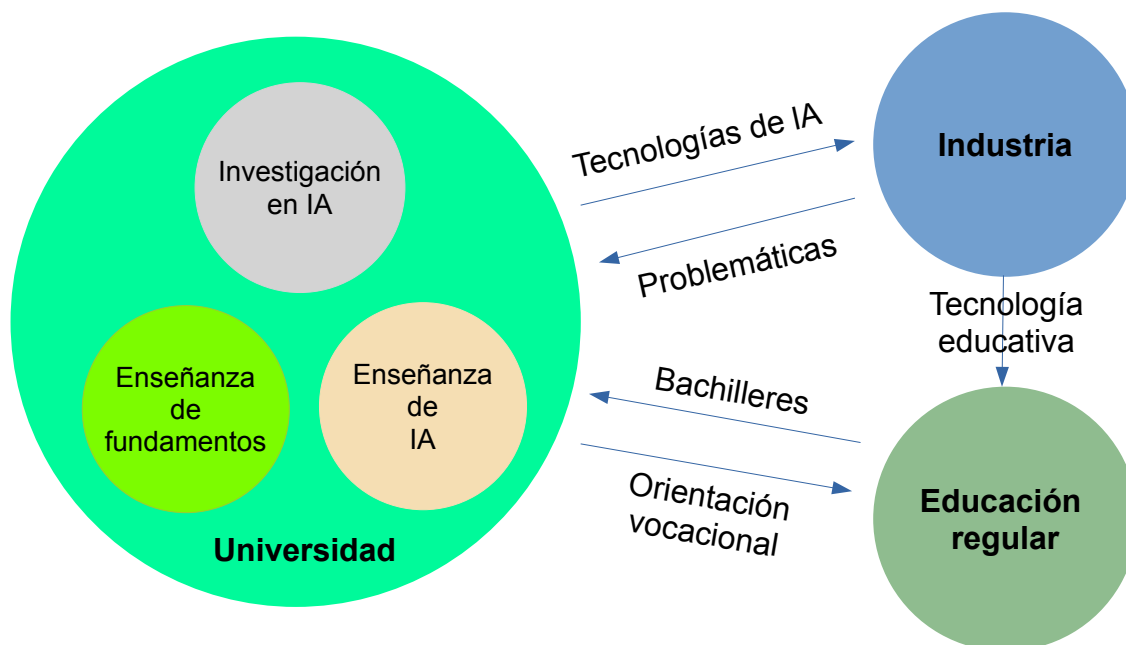 Investigación
en IA
Enseñanza
de
fundamentos
Enseñanza
de
IA
Universidad
Tecnologías de IA
Problemáticas
Industria
Tecnología
educativa
Bachilleres
Orientación
vocacional
Educación
regular